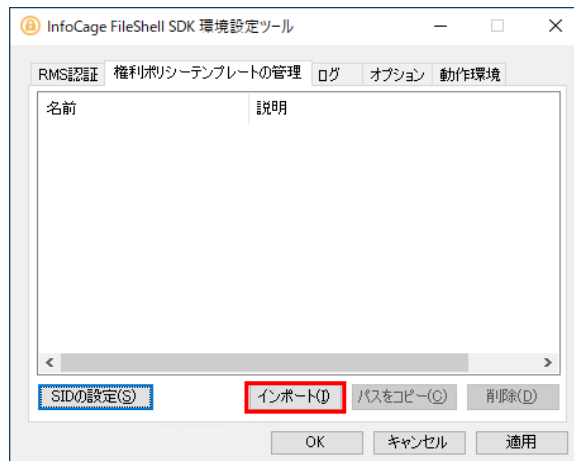 InfoCage FileShell SDK 環境設定ツール
RMS認証 権利ポリシーテンプレートの管理 ログ オプション 動作環境
名前 説明
SIDの設定(S) インポート(I) パスをコピー(C) 削除(D)
OK キャンセル 適用